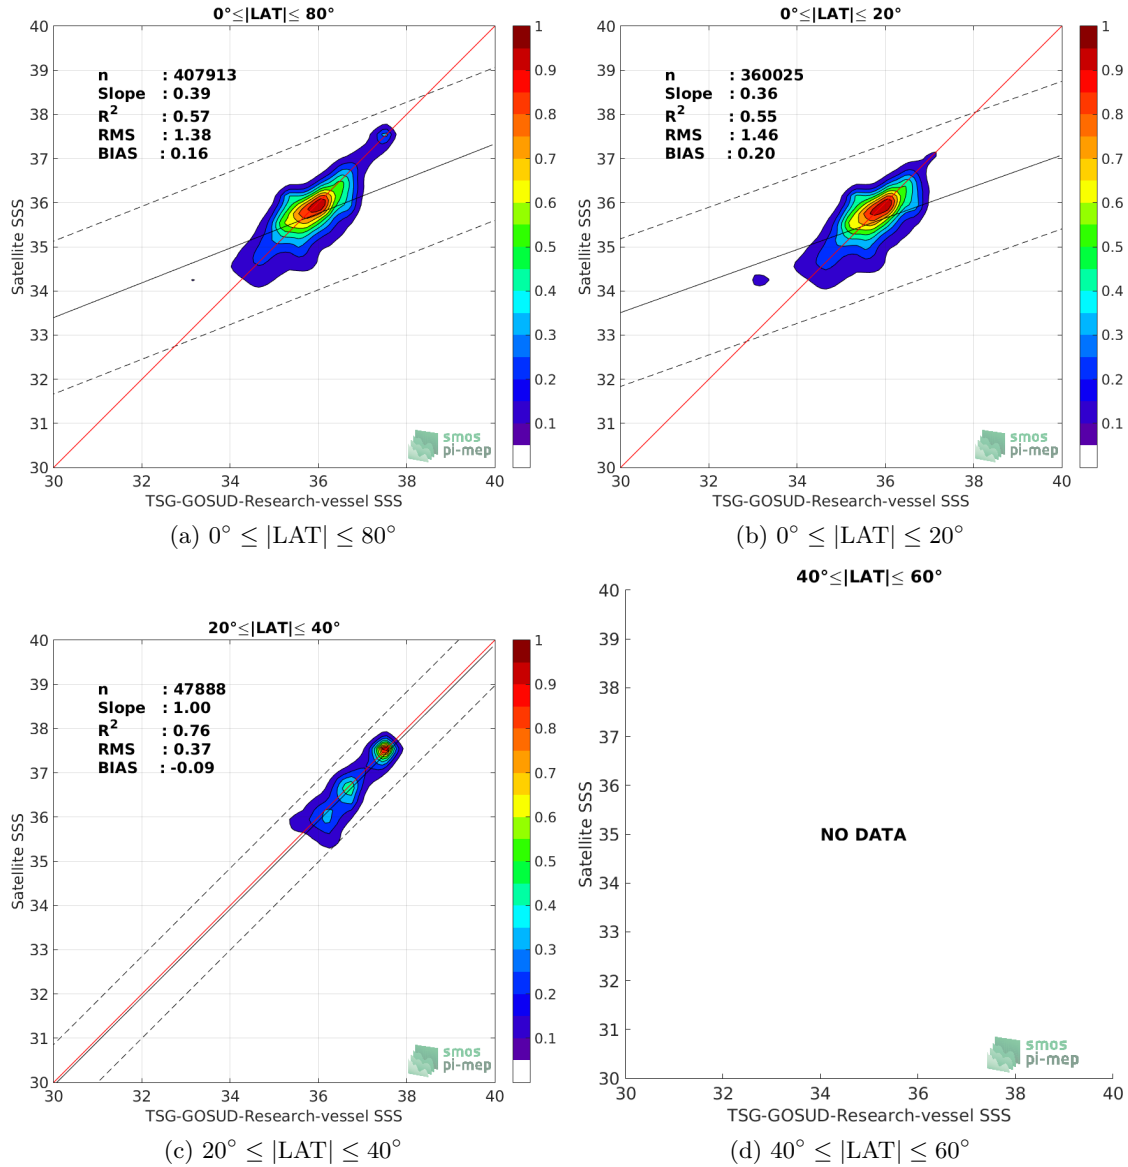 0°≤|LAT|≤ 80°
n : 407913
Slope : 0.39
R² : 0.57
RMS : 1.38
BIAS : 0.16
Satellite SSS
40
39
38
37
36
35
34
33
32
31
30
30 32 34 36 38 40
TSG-GOSUD-Research-vessel SSS
1
0.9
0.8
0.7
0.6
0.5
0.4
0.3
0.2
0.1
smos
pi-mep
(a) 0° ≤ |LAT| ≤ 80°
0°≤|LAT|≤ 20°
n : 360025
Slope : 0.36
R² : 0.55
RMS : 1.46
BIAS : 0.20
Satellite SSS
40
39
38
37
36
35
34
33
32
31
30
30 32 34 36 38 40
TSG-GOSUD-Research-vessel SSS
1
0.9
0.8
0.7
0.6
0.5
0.4
0.3
0.2
0.1
smos
pi-mep
(b) 0° ≤ |LAT| ≤ 20°
20°≤|LAT|≤ 40°
n : 47888
Slope : 1.00
R² : 0.76
RMS : 0.37
BIAS : -0.09
Satellite SSS
40
39
38
37
36
35
34
33
32
31
30
30 32 34 36 38 40
TSG-GOSUD-Research-vessel SSS
1
0.9
0.8
0.7
0.6
0.5
0.4
0.3
0.2
0.1
smos
pi-mep
(c) 20° ≤ |LAT| ≤ 40°
40°≤|LAT|≤ 60°
Satellite SSS
40
39
38
37
36
35
34
33
32
31
30
NO DATA
30 32 34 36 38 40
TSG-GOSUD-Research-vessel SSS
smos
pi-mep
(d) 40° ≤ |LAT| ≤ 60°